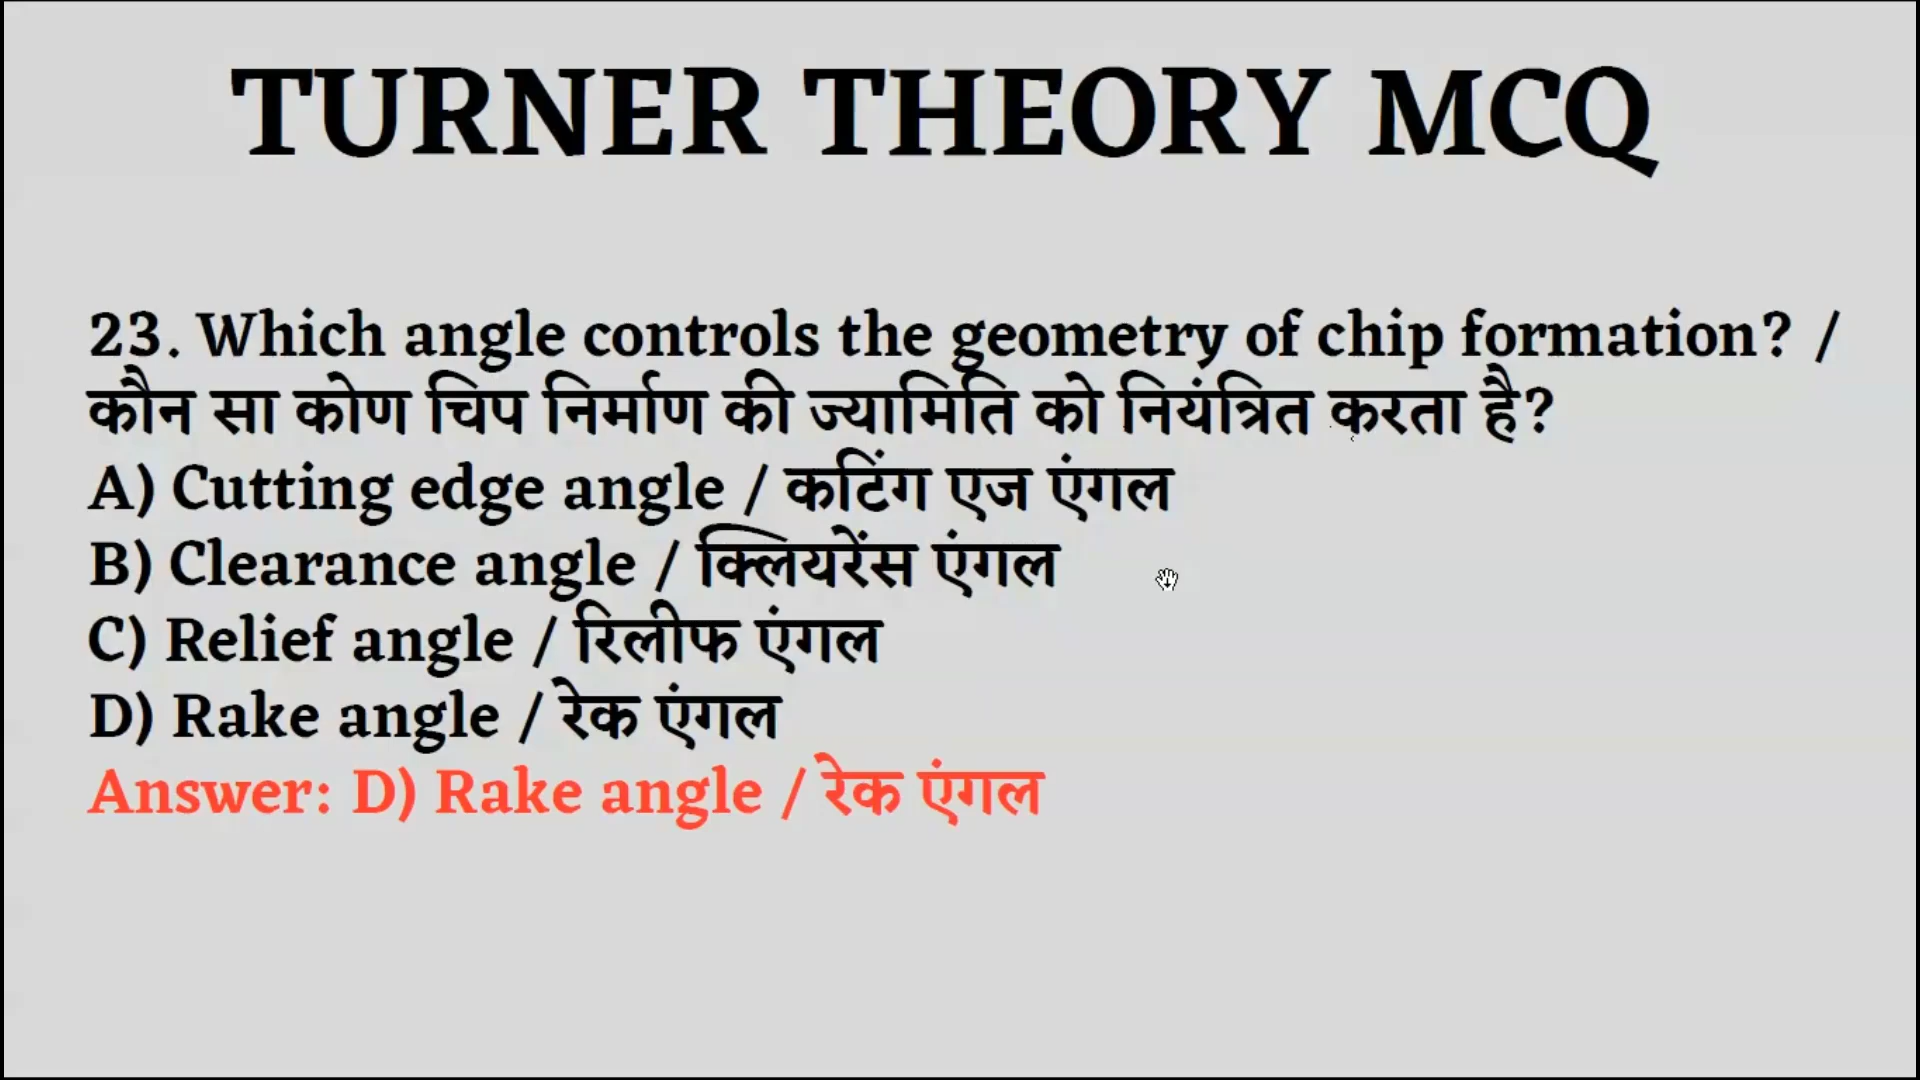 TURNER THEORY MCQ
23. Which angle controls the geometry of chip formation? /
कौन सा कोण चिप निर्माण की ज्यामिति को नियंत्रित करता है?
A) Cutting edge angle / कटिंग एज एंगल
B) Clearance angle / क्लियरेंस एंगल
C) Relief angle / रिलीफ एंगल
D) Rake angle / रेक एंगल
Answer: D) Rake angle / रेक एंगल